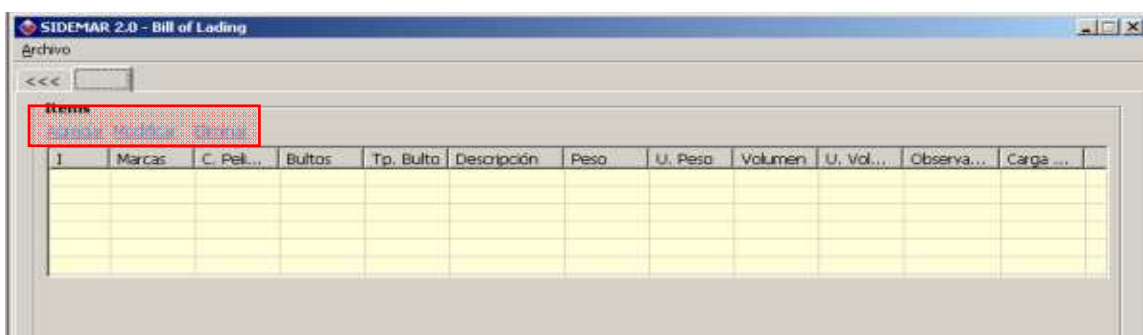 SIDEMAR 2.0 - Bill of Lading
Archivo
<<<
Items
Agregar Modificar Eliminar
I Marcas C. Peli... Bultos Tp. Bulto Descripción Peso U. Peso Volumen U. Vol... Observa... Carga ...